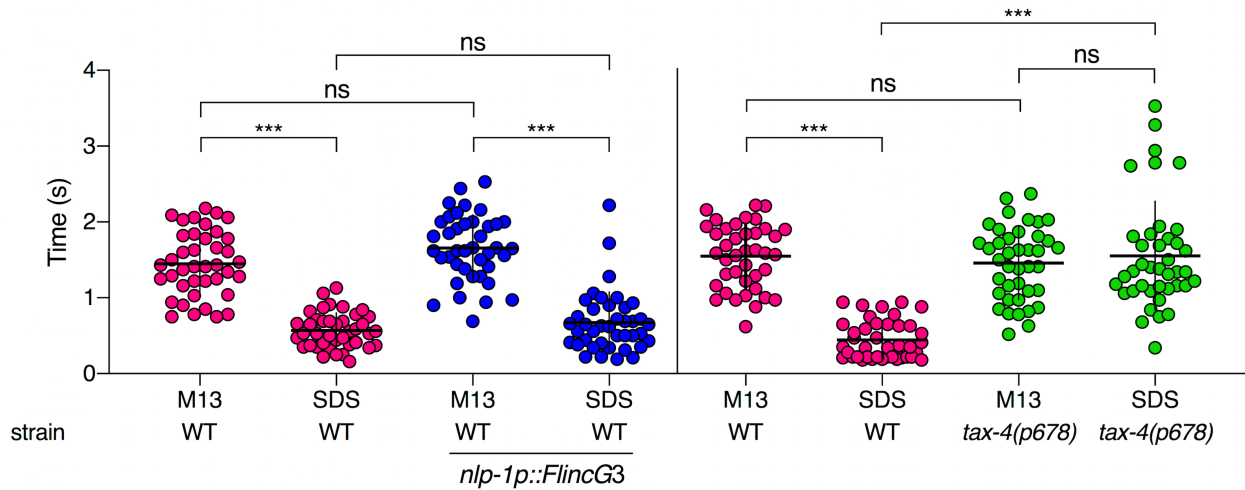 ***
ns
ns
4
ns
ns
***
***
***
3
Time (s)
2
1
0
M13 SDS M13 SDS M13 SDS M13 SDS
strain WT WT WT WT WT WT tax-4(p678) tax-4(p678)
nlp-1p::FlincG3